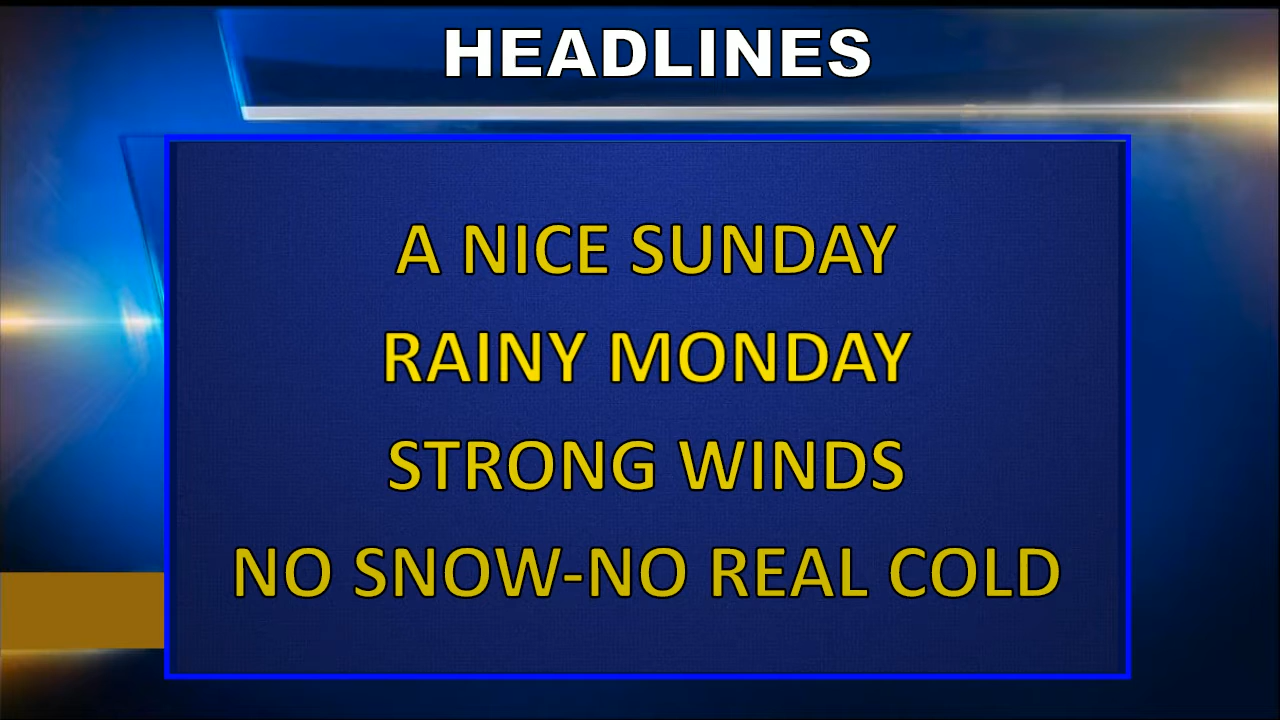 HEADLINES
A NICE SUNDAY
RAINY MONDAY
STRONG WINDS
NO SNOW-NO REAL COLD